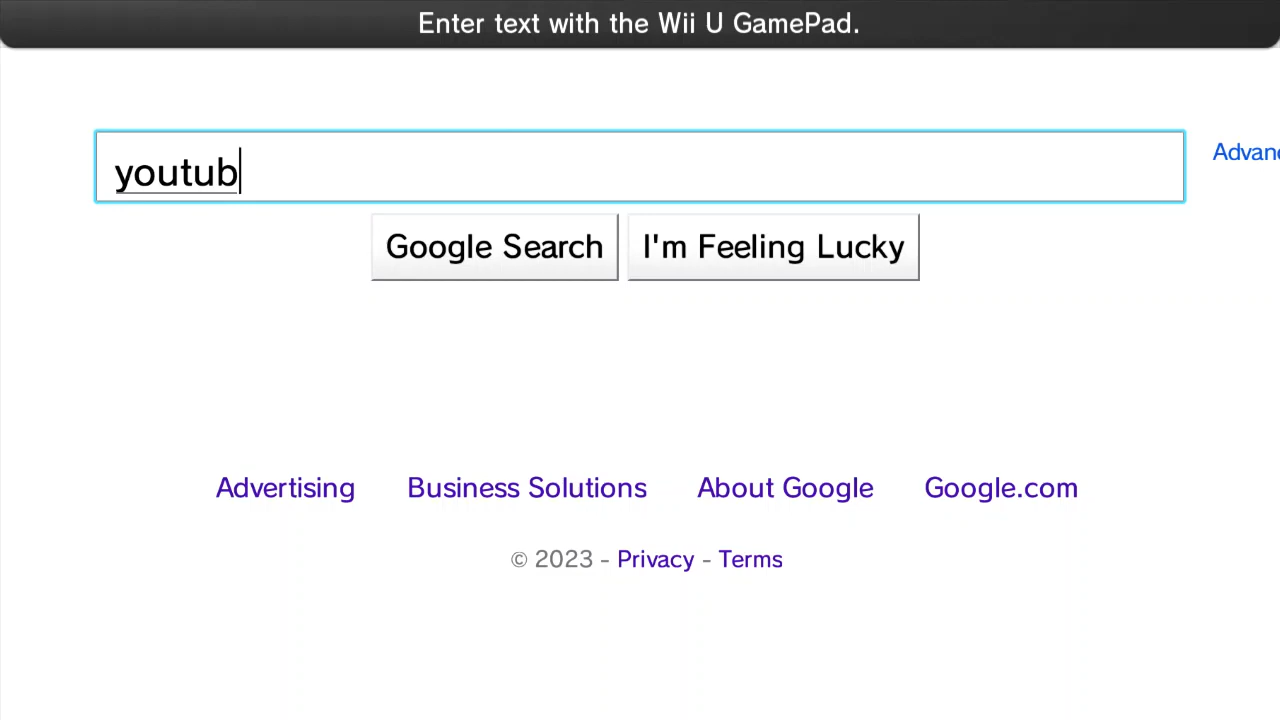 Enter text with the Wii U GamePad.
youtub
Advanc
Google Search
I'm Feeling Lucky
Advertising
Business Solutions
About Google
Google.com
© 2023 - Privacy - Terms